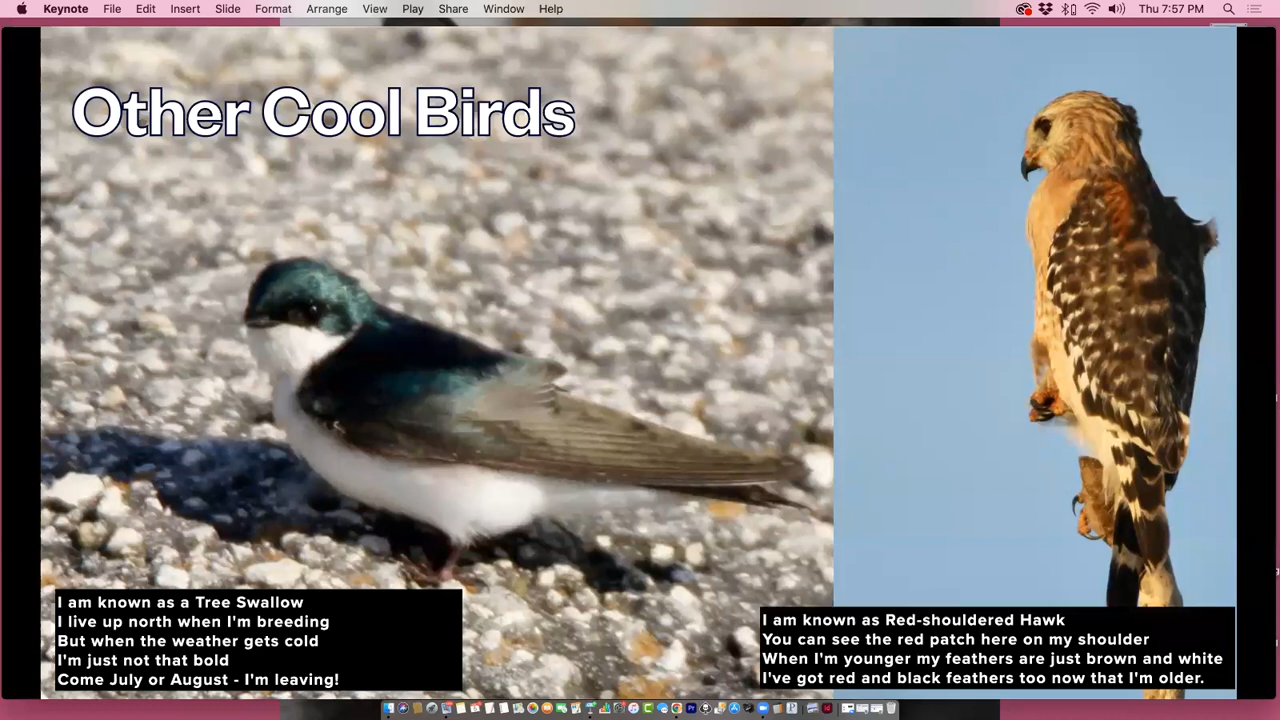 Keynote File Edit Insert Slide Format Arrange View Play Share Window Help Thu 7:57 PM
Other Cool Birds
I am known as a Tree Swallow
I live up north when I'm breeding
But when the weather gets cold
I'm just not that bold
Come July or August - I'm leaving!
I am known as Red-shouldered Hawk
You can see the red patch here on my shoulder
When I'm younger my feathers are just brown and white
I've got red and black feathers too now that I'm older.